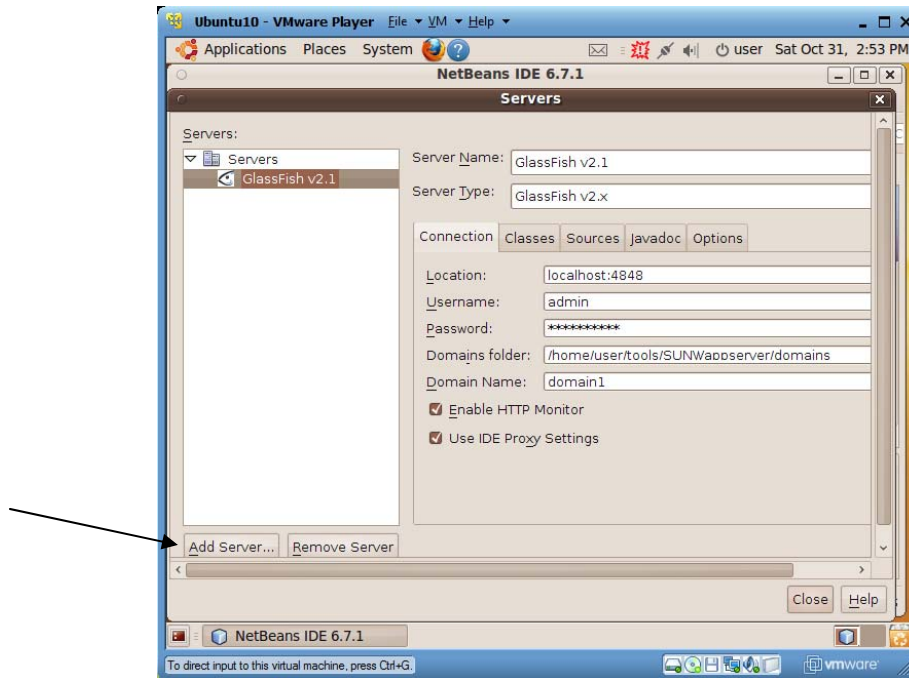 Ubuntu10 - VMware Player File VM Help
Applications Places System user Sat Oct 31, 2:53 PM
NetBeans IDE 6.7.1
Servers
Servers:
Servers
GlassFish v2.1
Server Name: GlassFish v2.1
Server Type: GlassFish v2.x
Connection Classes Sources Javadoc Options
Location: localhost:4848
Username: admin
Password: **********
Domains folder: /home/user/tools/SUNWappserver/domains
Domain Name: domain1
Enable HTTP Monitor
Use IDE Proxy Settings
Add Server... Remove Server
Close Help
NetBeans IDE 6.7.1
To direct input to this virtual machine, press Ctrl+G.
vmware